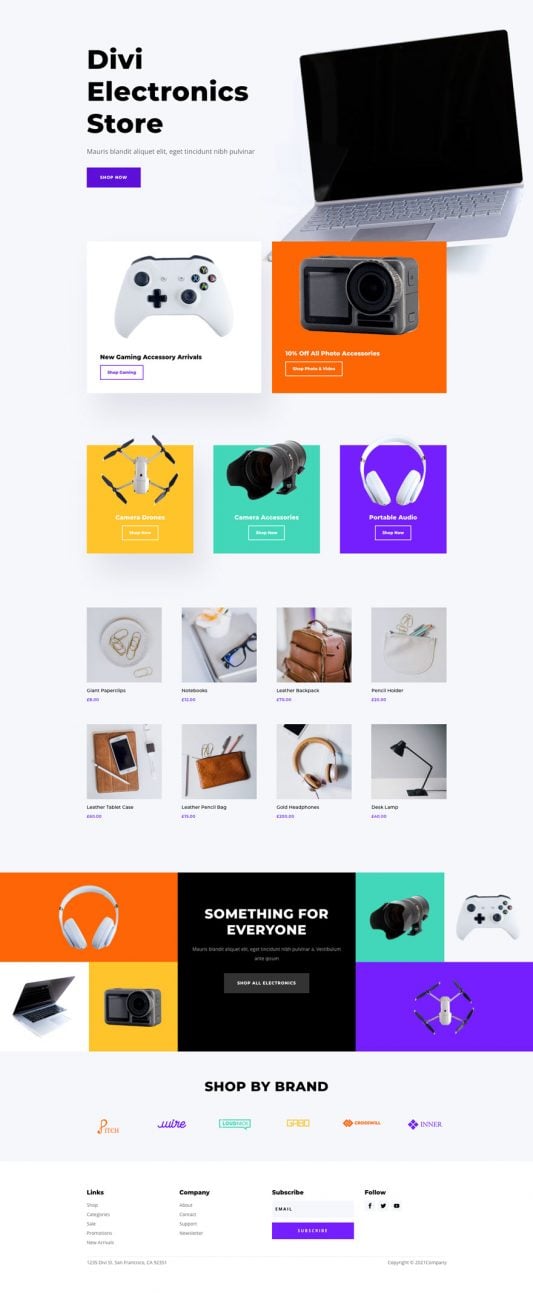 Divi
Electronics
Store
Mauris blandit aliquet elit, eget tincidunt nibh pulvinar
SHOP NOW
New Gaming Accessory Arrivals
Shop Gaming
10% Off All Photo Accessories
Shop Photo & Video
Camera Drones
Shop Now
Camera Accessories
Shop Now
Portable Audio
Shop Now
Giant Paperclips
£8.00
Notebooks
£12.00
Leather Backpack
£70.00
Pencil Holder
£20.00
Leather Tablet Case
£60.00
Leather Pencil Bag
£15.00
Gold Headphones
£200.00
Desk Lamp
£40.00
SOMETHING FOR
EVERYONE
Mauris blandit aliquet elit, eget tincidunt nibh pulvinar a. Vestibulum
ante ipsum
SHOP ALL ELECTRONICS
SHOP BY BRAND
PITCH
wire
LOUDNICK
GABO
CROSSWILL
INNER
Links
Shop
Categories
Sale
Promotions
New Arrivals
Company
About
Contact
Support
Newsletter
Subscribe
EMAIL
SUBSCRIBE
Follow
1235 Divi St. San Francisco, CA 92351
Copyright © 2021Company